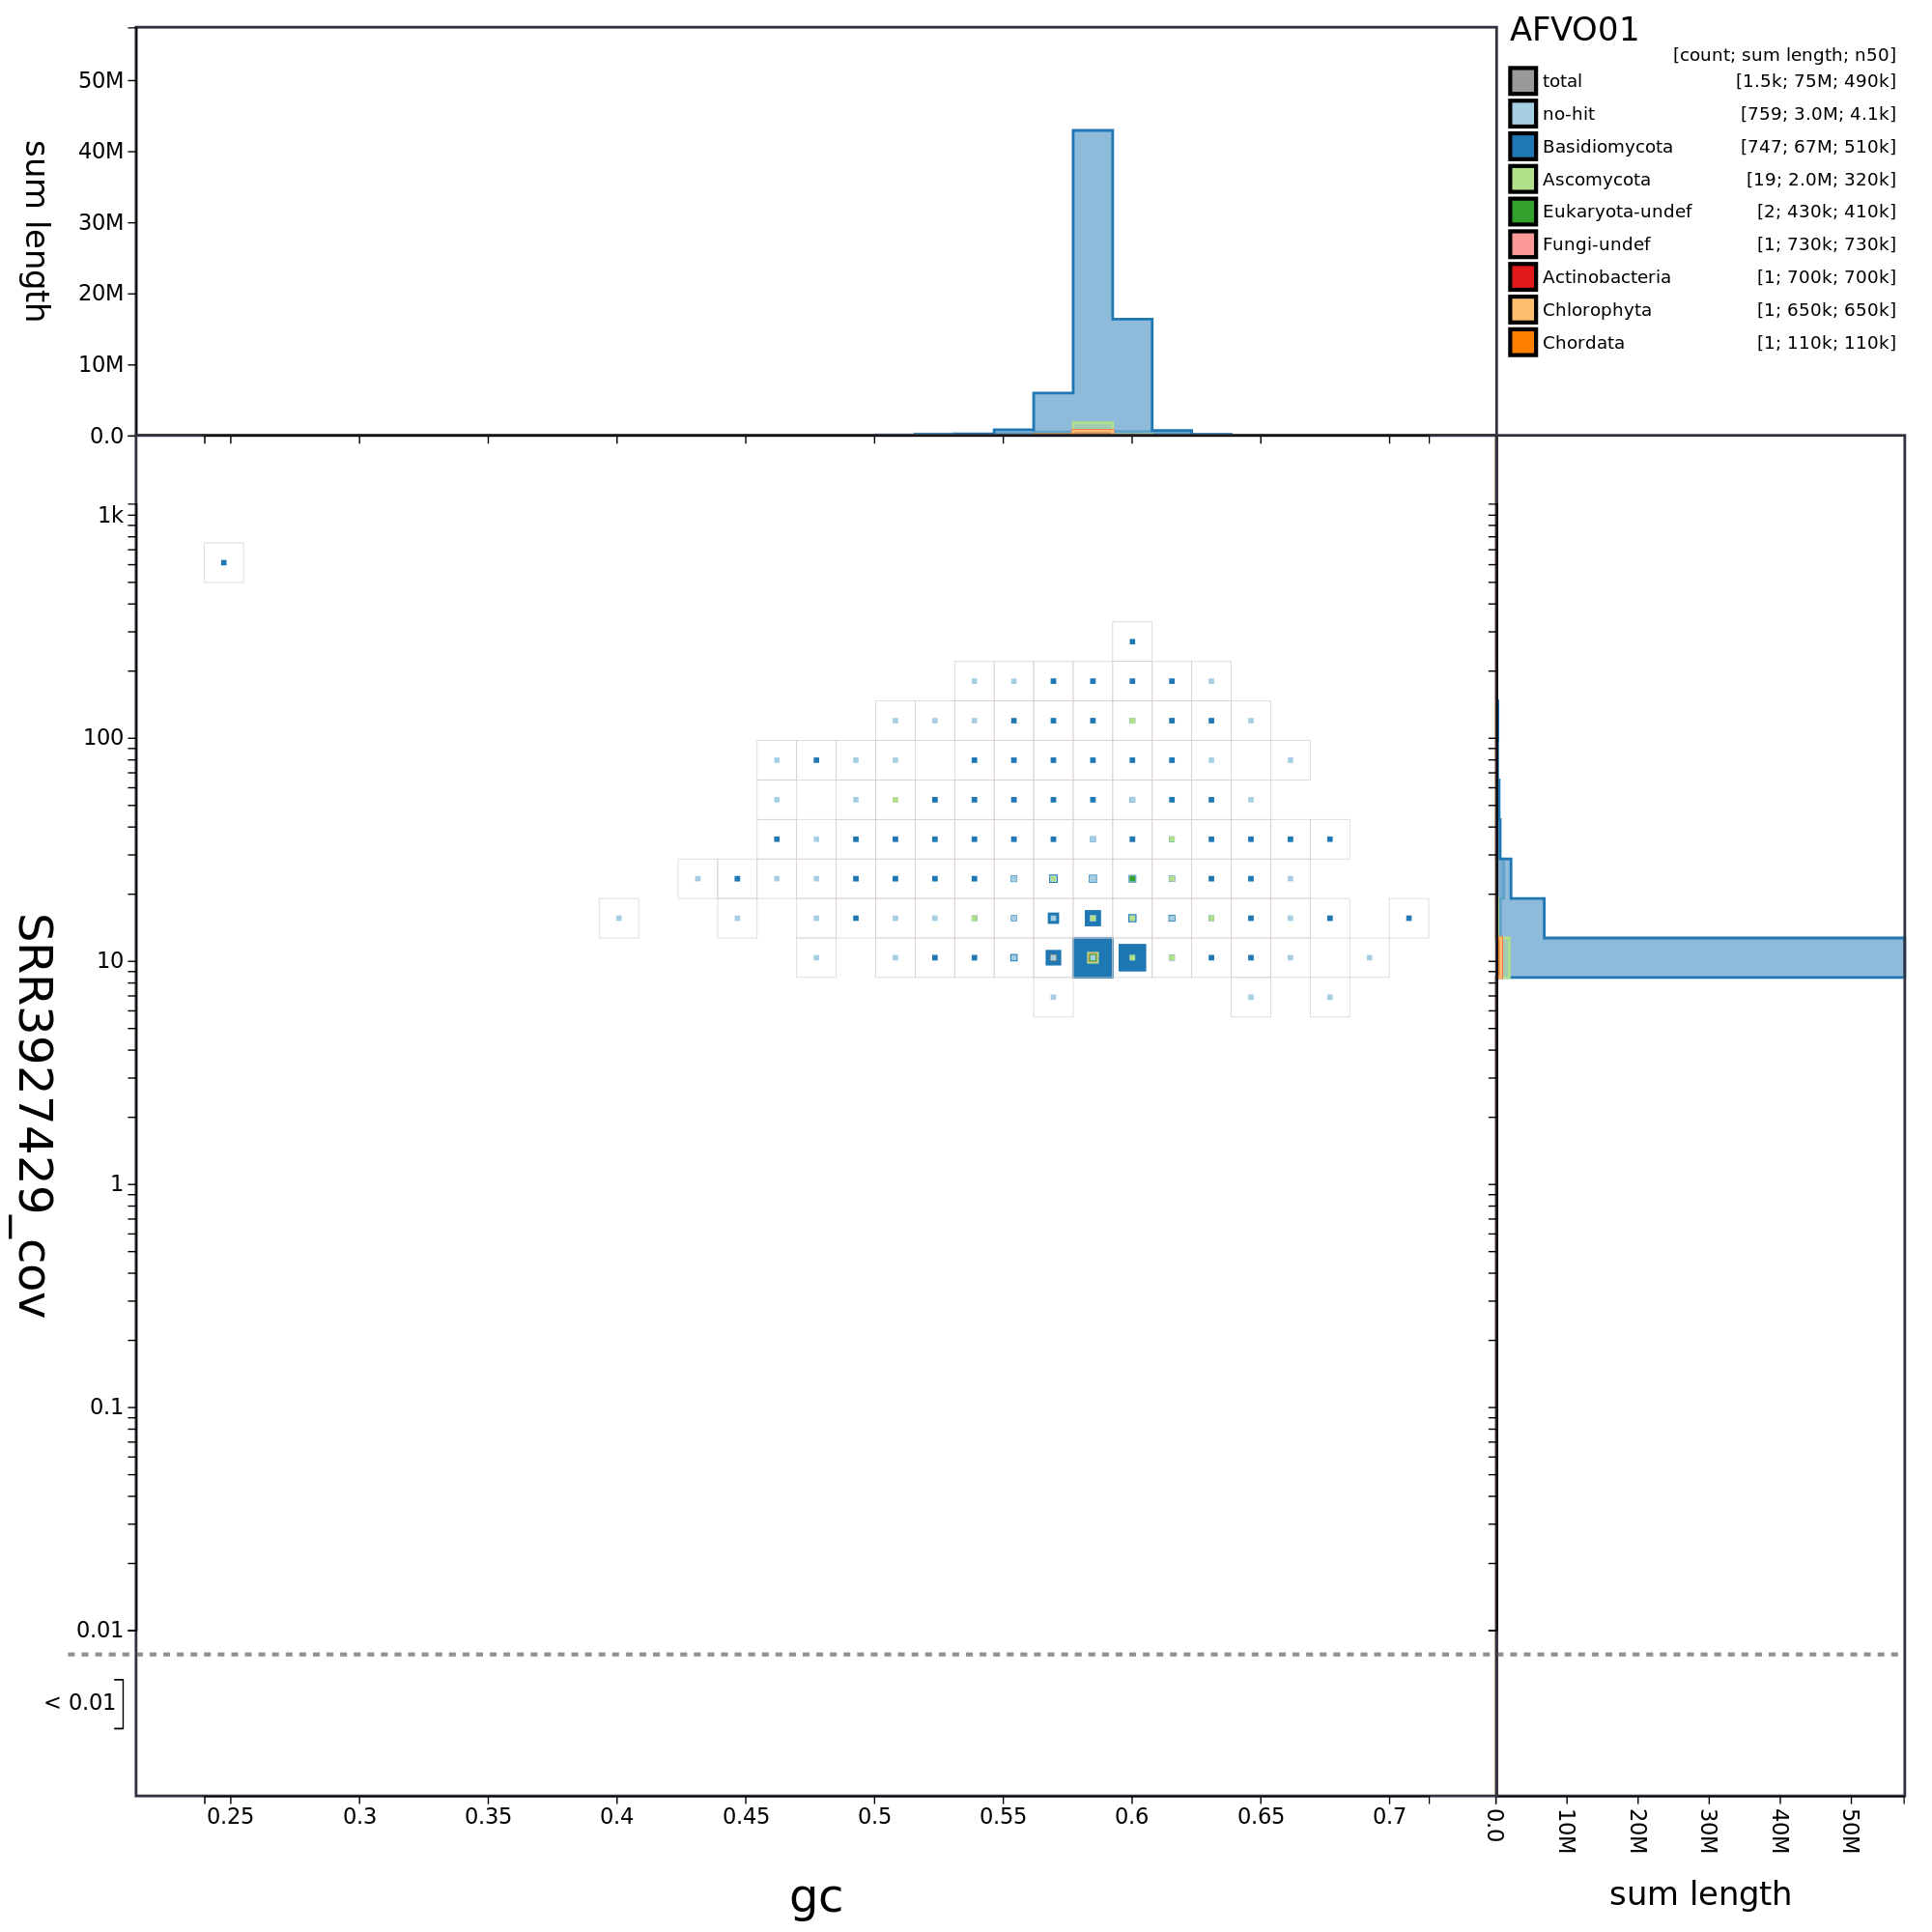 AFVO01
[count; sum length; n50]
total [1.5k; 75M; 490k]
no-hit [759; 3.0M; 4.1k]
Basidiomycota [747; 67M; 510k]
Ascomycota [19; 2.0M; 320k]
Eukaryota-undef [2; 430k; 410k]
Fungi-undef [1; 730k; 730k]
Actinobacteria [1; 700k; 700k]
Chlorophyta [1; 650k; 650k]
Chordata [1; 110k; 110k]
sum length
50M
40M
30M
20M
10M
0.0
SRR3927429_cov
1k
100
10
1
0.1
0.01
< 0.01
0.25 0.3 0.35 0.4 0.45 0.5 0.55 0.6 0.65 0.7
gc
0.0 10M 20M 30M 40M 50M
sum length